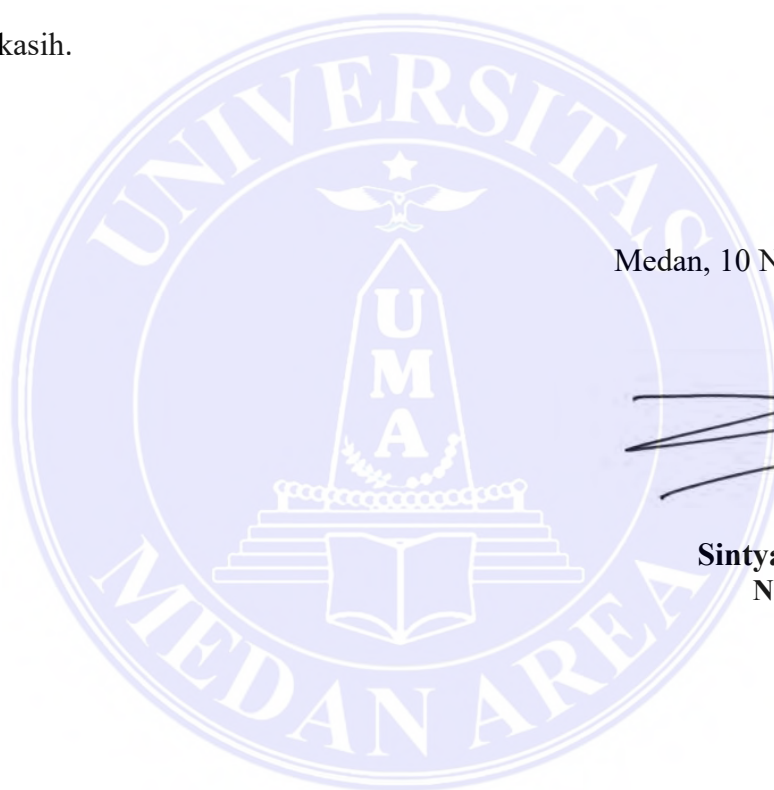 kasih.
UNIVERSITAS
Medan, 10 N
U
M
A
Sintya
N
MEDAN AREA